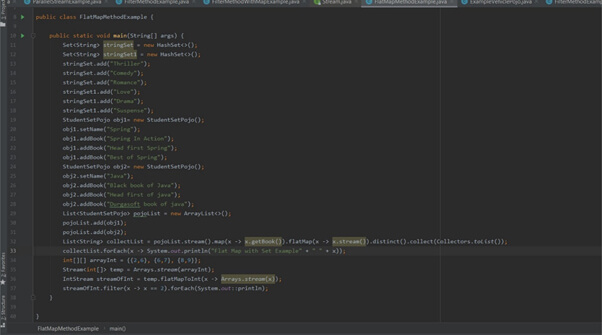 ParallelStreamExample.java
FilterMethodExample.java
FilterMethodWithMapExample.java
Stream.java
FlatMapMethodExample.java
ExampleVehiclePojo.java
FilterMethodExample.java
public class FlatMapMethodExample {
public static void main(String[] args) {
Set<String> stringSet = new HashSet<>();
Set<String> stringSet1 = new HashSet<>();
stringSet.add("Thriller");
stringSet.add("Comedy");
stringSet.add("Romance");
stringSet1.add("Love");
stringSet1.add("Drama");
stringSet1.add("Suspense");
StudentSetPojo obj1= new StudentSetPojo();
obj1.setName("Spring");
obj1.addBook("Spring In Action");
obj1.addBook("Head first Spring");
obj1.addBook("Best of Spring");
StudentSetPojo obj2= new StudentSetPojo();
obj2.setName("Java");
obj2.addBook("Black book of Java");
obj2.addBook("Head first of java");
obj2.addBook("Durgasoft book of java");
List<StudentSetPojo> pojoList = new ArrayList<>();
pojoList.add(obj1);
pojoList.add(obj2);
List<String> collectList = pojoList.stream().map(x -> x.getBook()).flatMap(x -> x.stream()).distinct().collect(Collectors.toList());
collectList.forEach(x -> System.out.println("Flat Map with Set Example" + " " + x));
int[][] arrayInt = {{2,6}, {6,7}, {8,9}};
Stream<int[]> temp = Arrays.stream(arrayInt);
IntStream streamOfInt = temp.flatMapToInt(x -> Arrays.stream(x));
streamOfInt.filter(x -> x == 2).forEach(System.out::println);
}
}
FlatMapMethodExample
main()
2: Favorites
Z: Structure